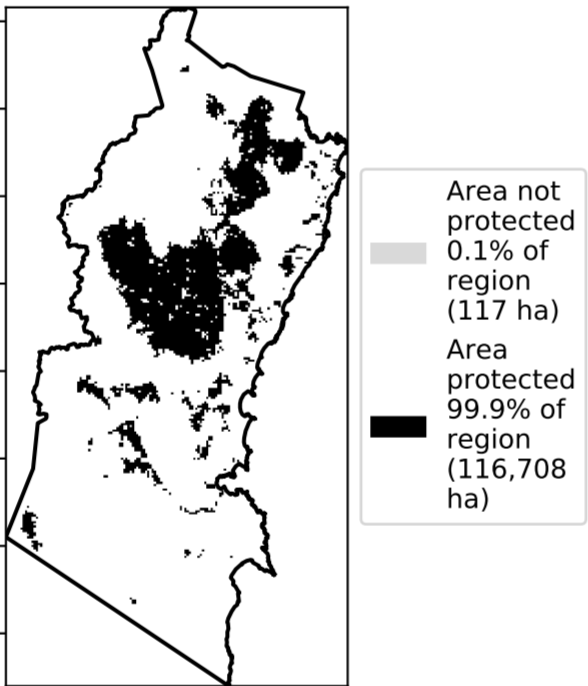 Area not
protected
0.1% of
region
(117 ha)
Area
protected
99.9% of
region
(116,708
ha)